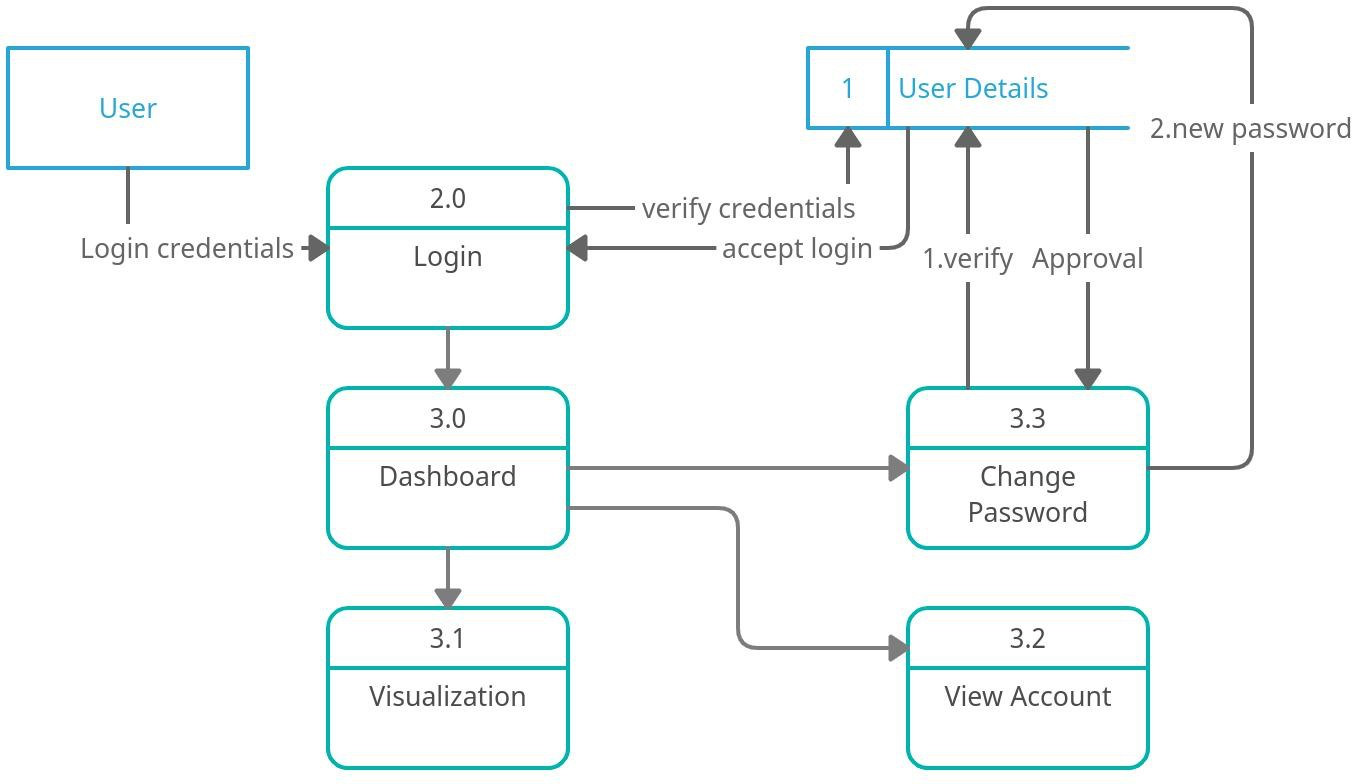 User
1
User Details
2.new password
2.0
Login
verify credentials
Login credentials
accept login
1.verify
Approval
3.0
Dashboard
3.3
Change
Password
3.1
Visualization
3.2
View Account